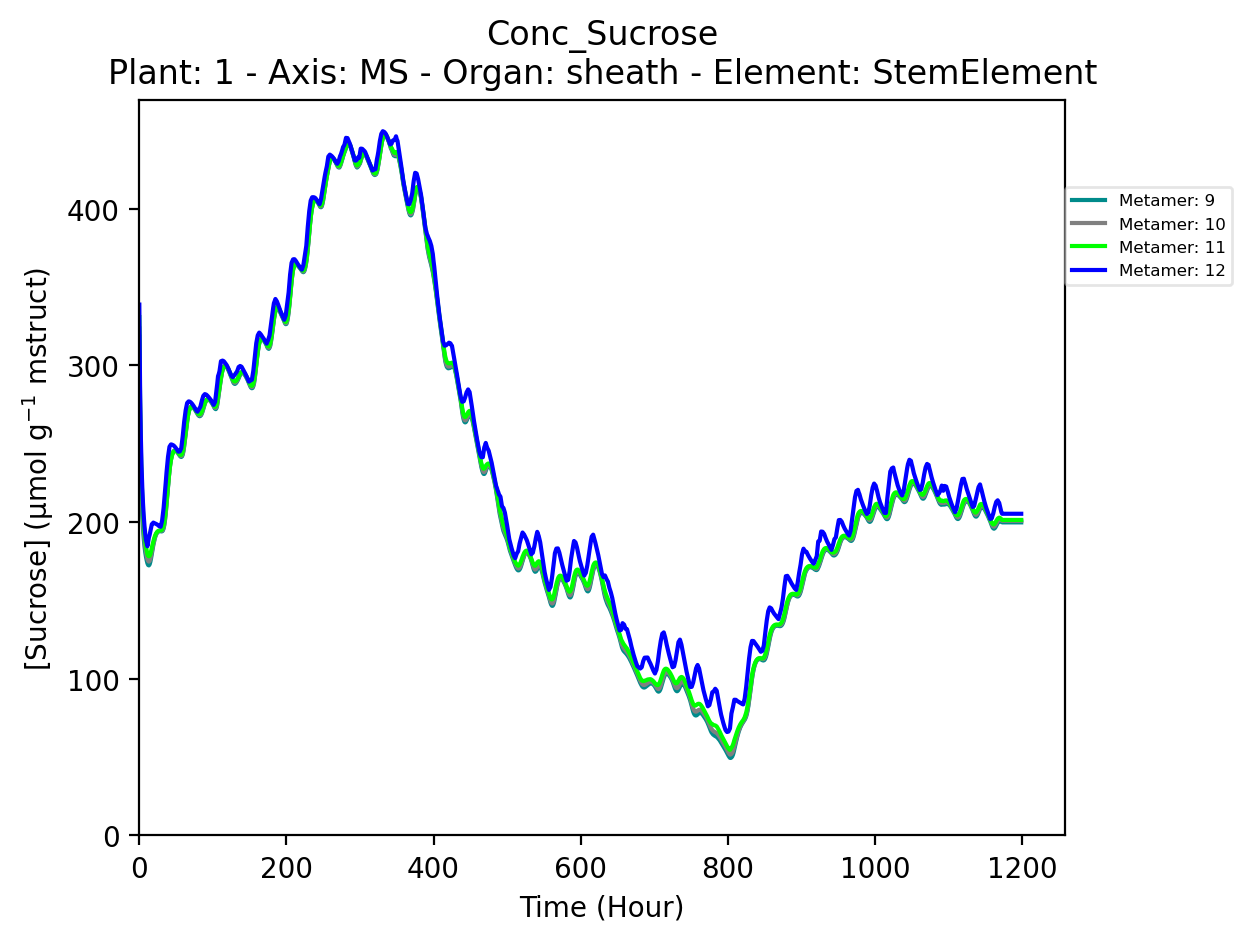 Conc_Sucrose
Plant: 1 - Axis: MS - Organ: sheath - Element: StemElement
[Sucrose] (µmol g⁻¹ mstruct)
400
300
200
100
0
0 200 400 600 800 1000 1200
Time (Hour)
Metamer: 9
Metamer: 10
Metamer: 11
Metamer: 12